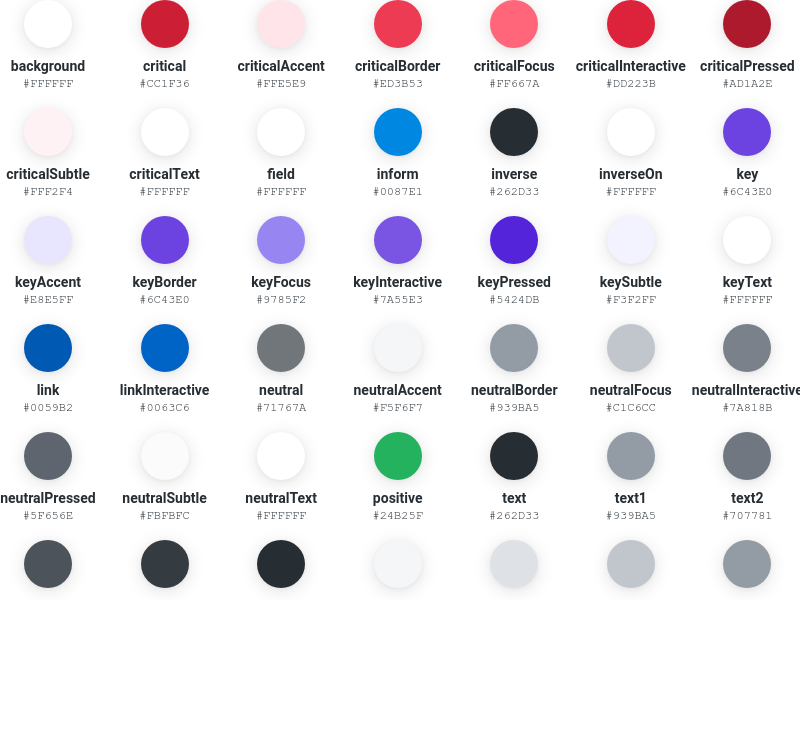 background critical criticalAccent criticalBorder criticalFocus criticalInteractive criticalPressed
#FFFFFF #CC1F36 #FFE5E9 #ED3B53 #FF667A #DD223B #AD1A2E
criticalSubtle criticalText field inform inverse inverseOn key
#FFF2F4 #FFFFFF #FFFFFF #0087E1 #262D33 #FFFFFF #6C43E0
keyAccent keyBorder keyFocus keyInteractive keyPressed keySubtle keyText
#E8E5FF #6C43E0 #9785F2 #7A55E3 #5424DB #F3F2FF #FFFFFF
link linkInteractive neutral neutralAccent neutralBorder neutralFocus neutralInteractive
#0059B2 #0063C6 #71767A #F5F6F7 #939BA5 #C1C6CC #7A818B
neutralPressed neutralSubtle neutralText positive text text1 text2
#5F656E #FBFBFC #FFFFFF #24B25F #262D33 #939BA5 #707781